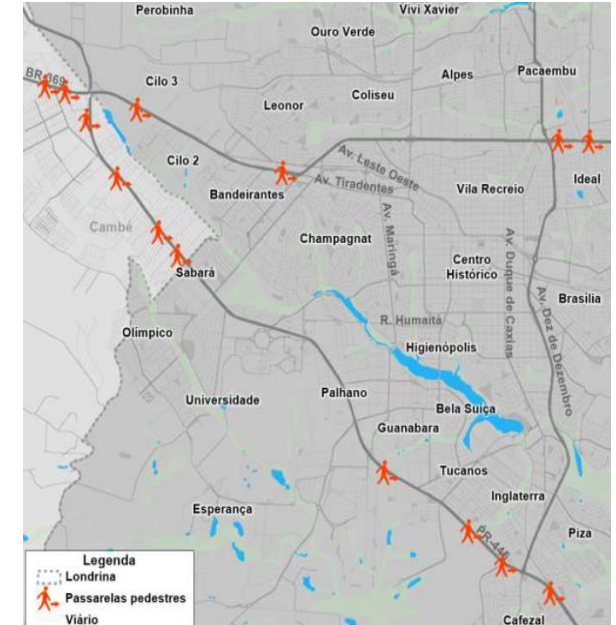 Perobinha
Vivi Xavier
Ouro Verde
BR-369
Cilo 3
Alpes
Pacaembu
Coliseu
Leonor
Cilo 2
Av. Leste Oeste
Av. Tiradentes
Ideal
Bandeirantes
Vila Recreio
Cambé
Av. Maringá
Av. Duque de Caxias
Champagnat
Centro
Histórico
Sabará
Av. Dez de Dezembro
Brasilia
Olímpico
R. Humaitá
Higienópolis
Universidade
Palhano
Bela Suiça
Guanabara
Tucanos
Inglaterra
Esperança
PR-445
Piza
Cafezal
Legenda
Londrina
Passarelas pedestres
Viário